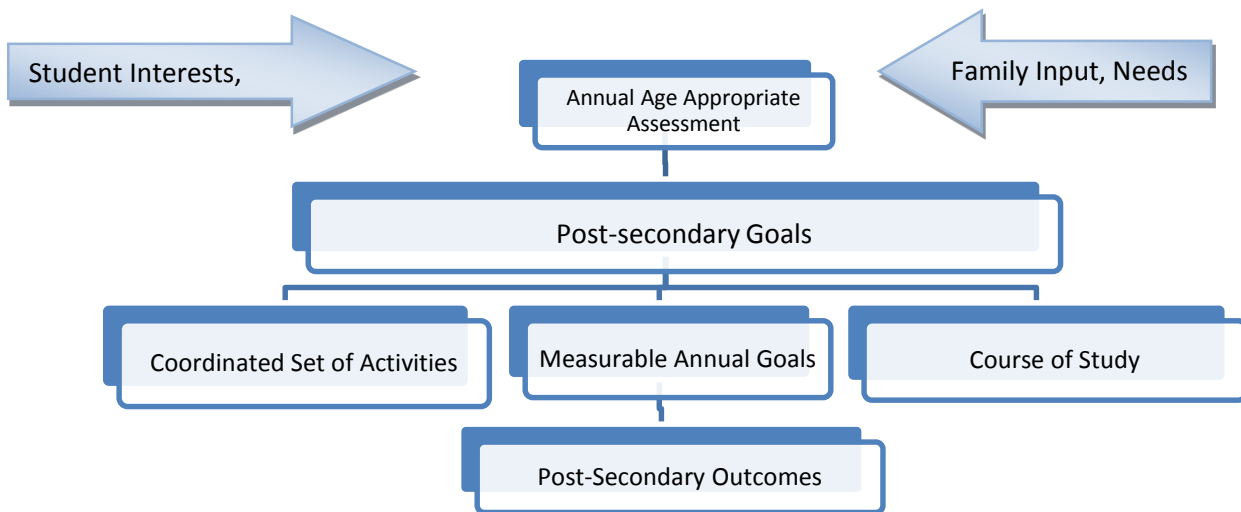 Student Interests,
Family Input, Needs
Annual Age Appropriate
Assessment
Post-secondary Goals
Coordinated Set of Activities
Measurable Annual Goals
Course of Study
Post-Secondary Outcomes